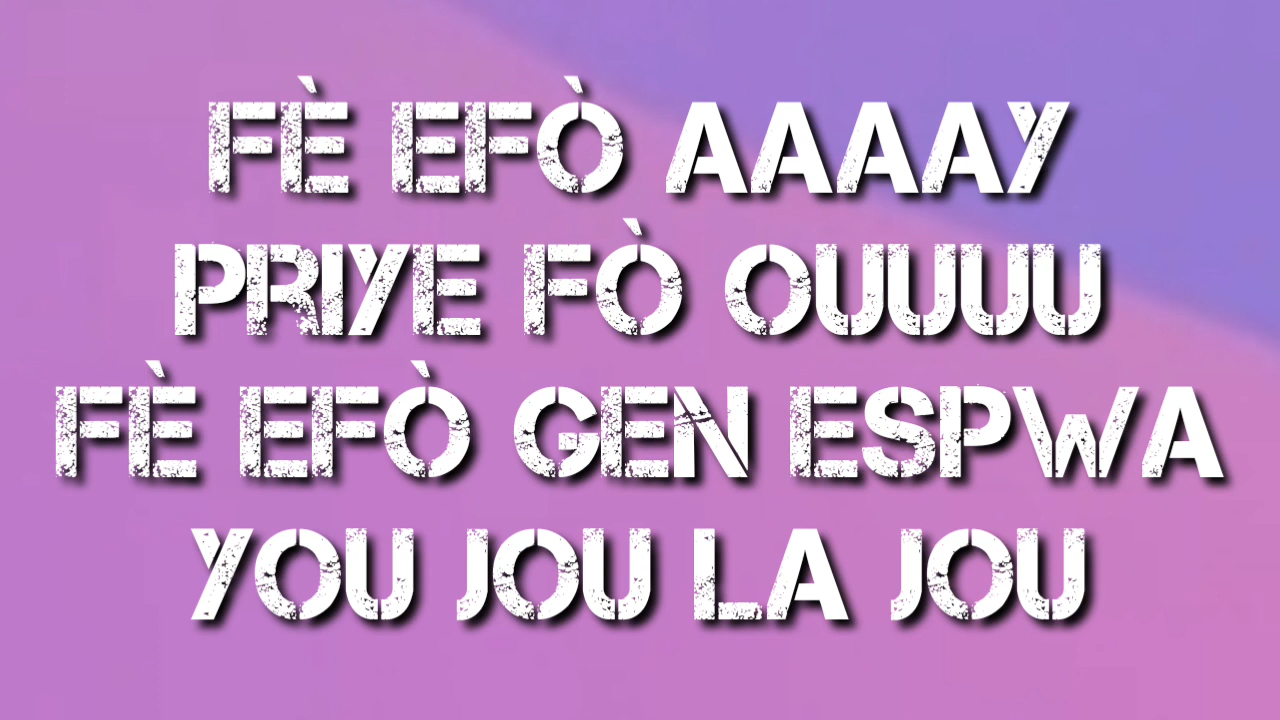 FÈ EFÒ AAAAY
PRIYE FÒ OUUUU
FÈ EFÒ GEN ESPWA
YOU JOU LA JOU